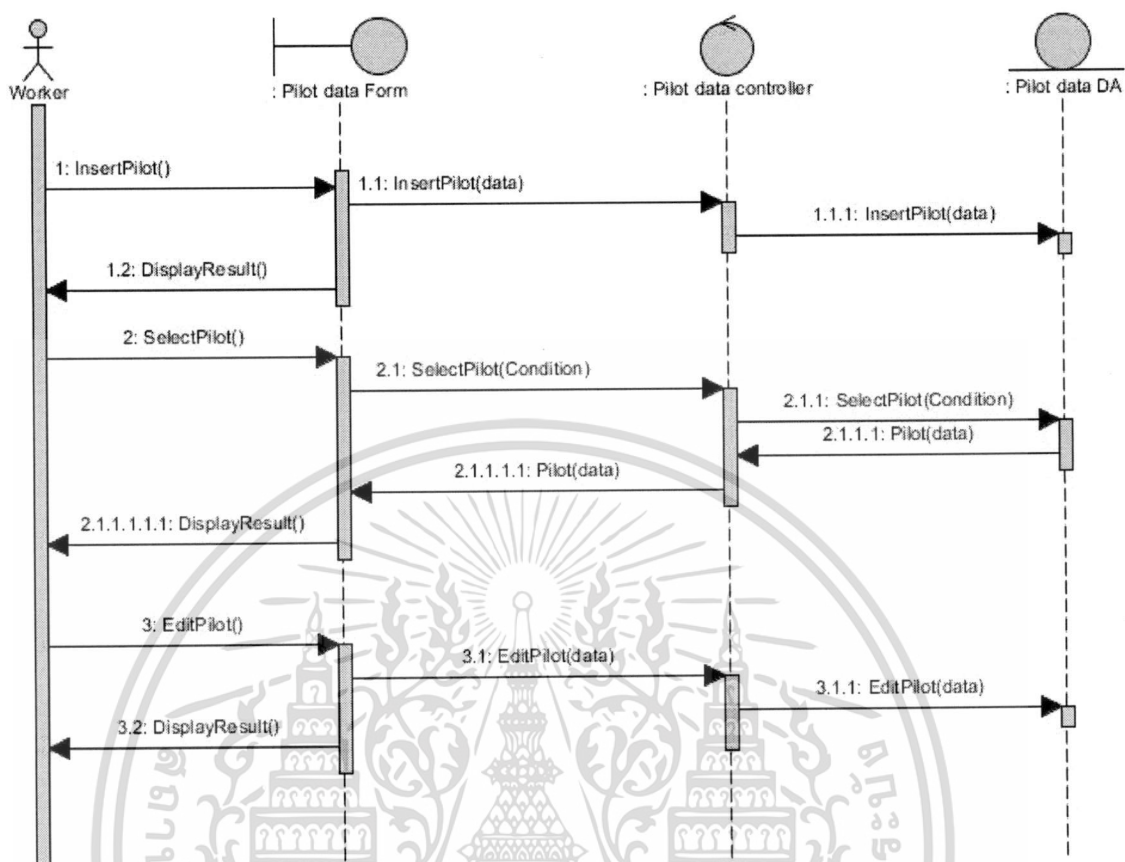 Worker
: Pilot data Form
: Pilot data controller
: Pilot data DA
1: InsertPilot()
1.1: InsertPilot(data)
1.1.1: InsertPilot(data)
1.2: DisplayResult()
2: SelectPilot()
2.1: SelectPilot(Condition)
2.1.1: SelectPilot(Condition)
2.1.1.1: Pilot(data)
2.1.1.1.1: Pilot(data)
2.1.1.1.1.1: DisplayResult()
3: EditPilot()
3.1: EditPilot(data)
3.1.1: EditPilot(data)
3.2: DisplayResult()